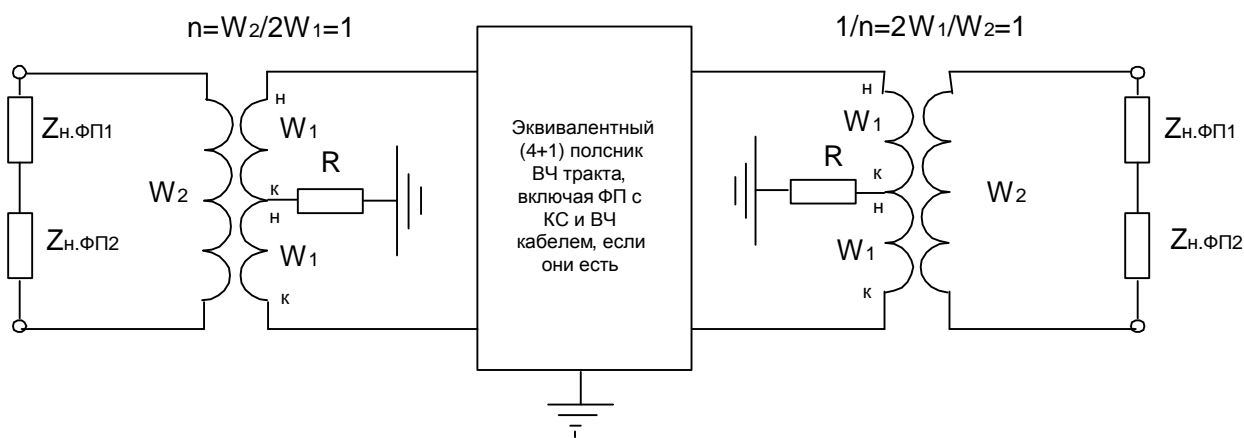 n=W2/2W1=1
1/n=2W1/W2=1
Zн.ФП1
Zн.ФП2
W2
н
W1
к
н
W1
к
R
Эквивалентный
(4+1) полсник
ВЧ тракта,
включая ФП с
КС и ВЧ
кабелем, если
они есть
R
н
W1
к
н
W1
к
W2
Zн.ФП1
Zн.ФП2